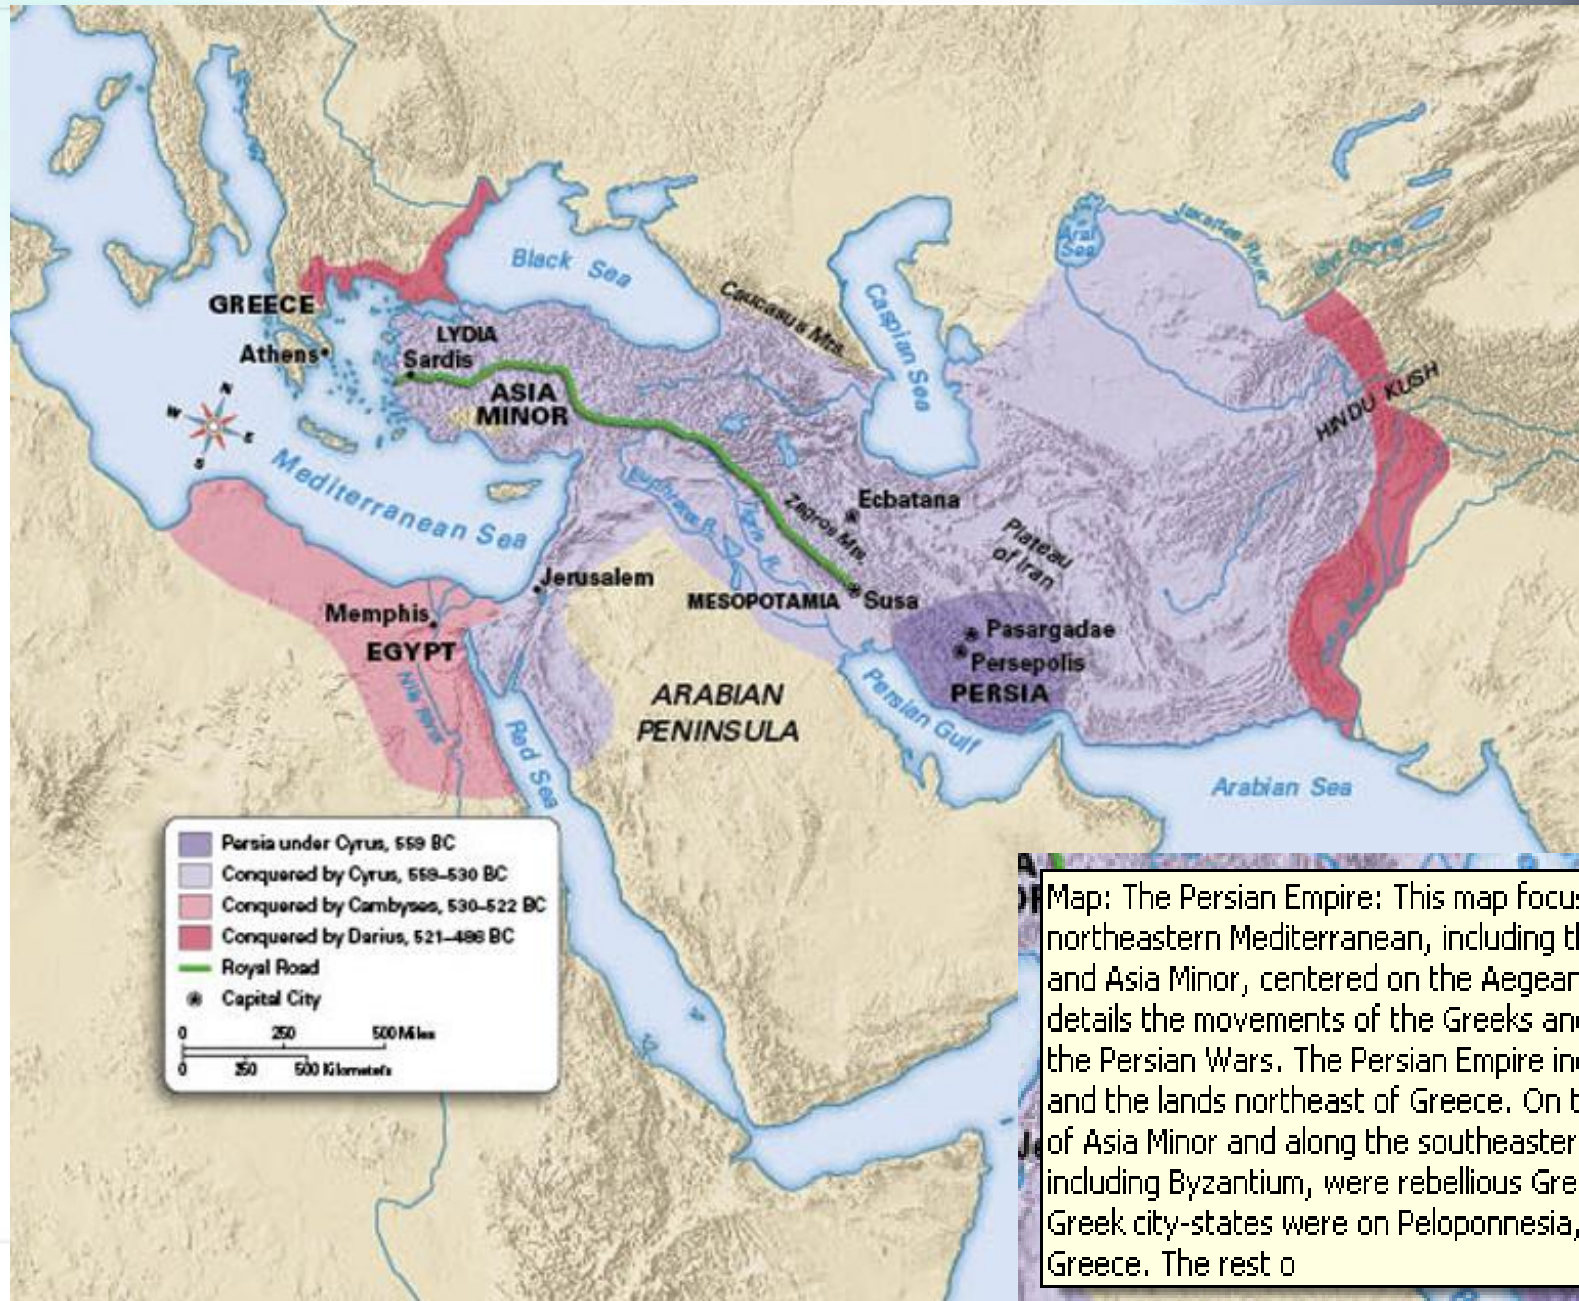 Black Sea
Aral
Sea
Jaxartes River
Caspian Sea
Caucasus Mts.
GREECE
LYDIA
Athens
Sardis
ASIA
MINOR
HINDU KUSH
N
W
E
S
Mediterranean Sea
Euphrates R.
Tigris R.
Zagros Mts.
Ecbatana
Plateau
of Iran
Jerusalem
MESOPOTAMIA
Susa
Memphis
EGYPT
Pasargadae
Persepolis
PERSIA
Nile River
Red Sea
ARABIAN
PENINSULA
Persian Gulf
Arabian Sea
Persia under Cyrus, 559 BC
Conquered by Cyrus, 559–530 BC
Conquered by Cambyses, 530–522 BC
Conquered by Darius, 521–486 BC
Royal Road
Capital City
0 250 500 Miles
0 250 500 Kilometers
Map: The Persian Empire: This map focus
northeastern Mediterranean, including th
and Asia Minor, centered on the Aegean
details the movements of the Greeks and
the Persian Wars. The Persian Empire inc
and the lands northeast of Greece. On t
of Asia Minor and along the southeaster
including Byzantium, were rebellious Gre
Greek city-states were on Peloponnesia,
Greece. The rest o